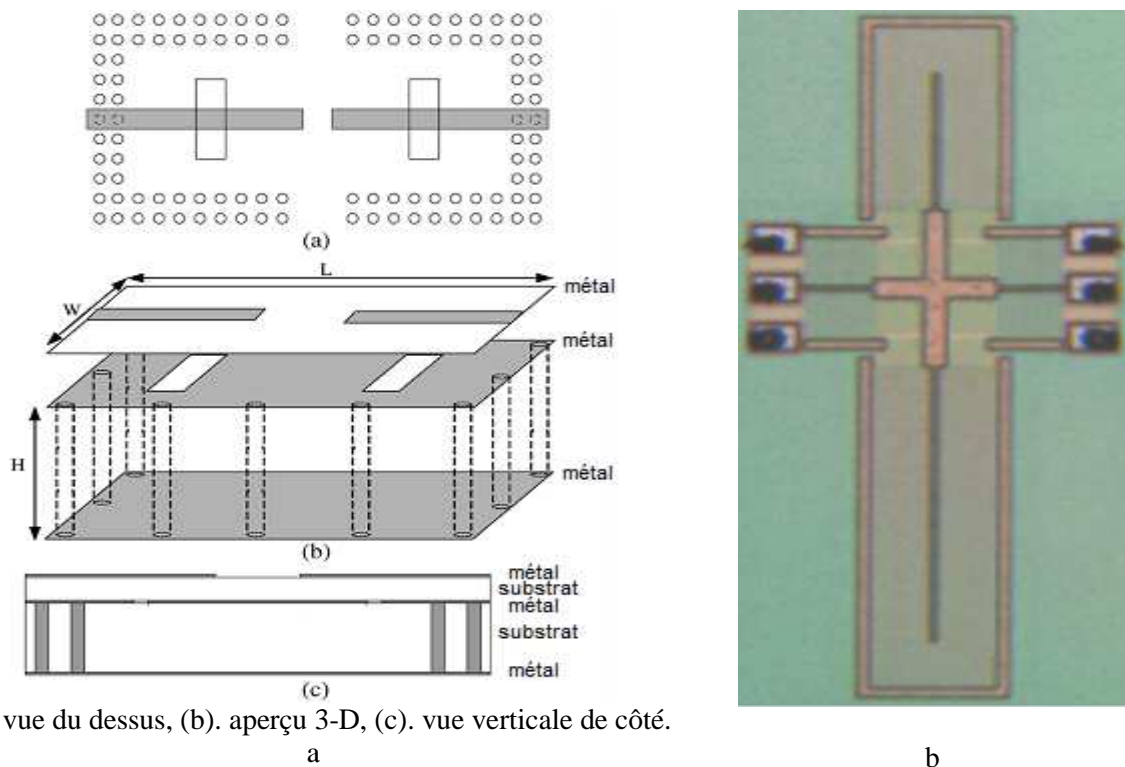 (a)
L
W
métal
métal
H
métal
(b)
métal
substrat
métal
substrat
métal
(c)
vue du dessus, (b). aperçu 3-D, (c). vue verticale de côté.
a
b